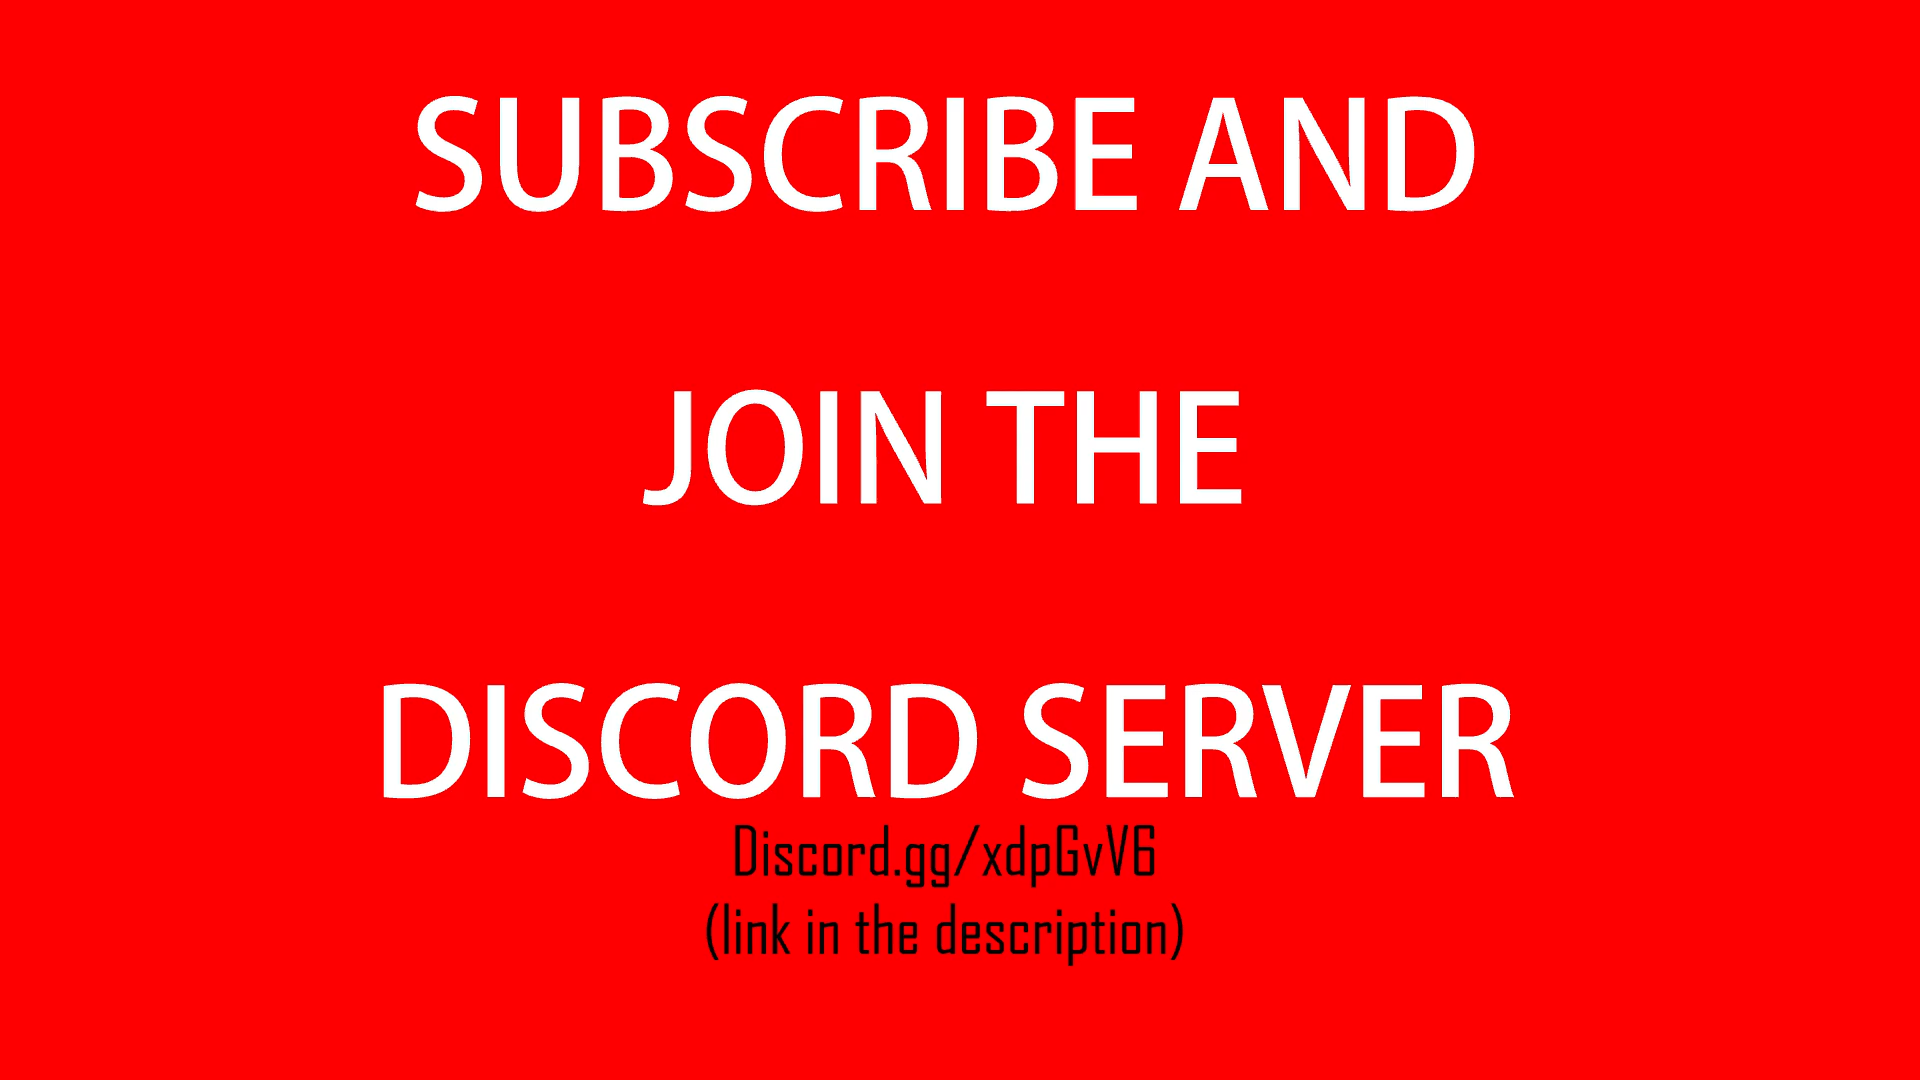 SUBSCRIBE AND
JOIN THE
DISCORD SERVER
Discord.gg/xdpGvV6
(link in the description)